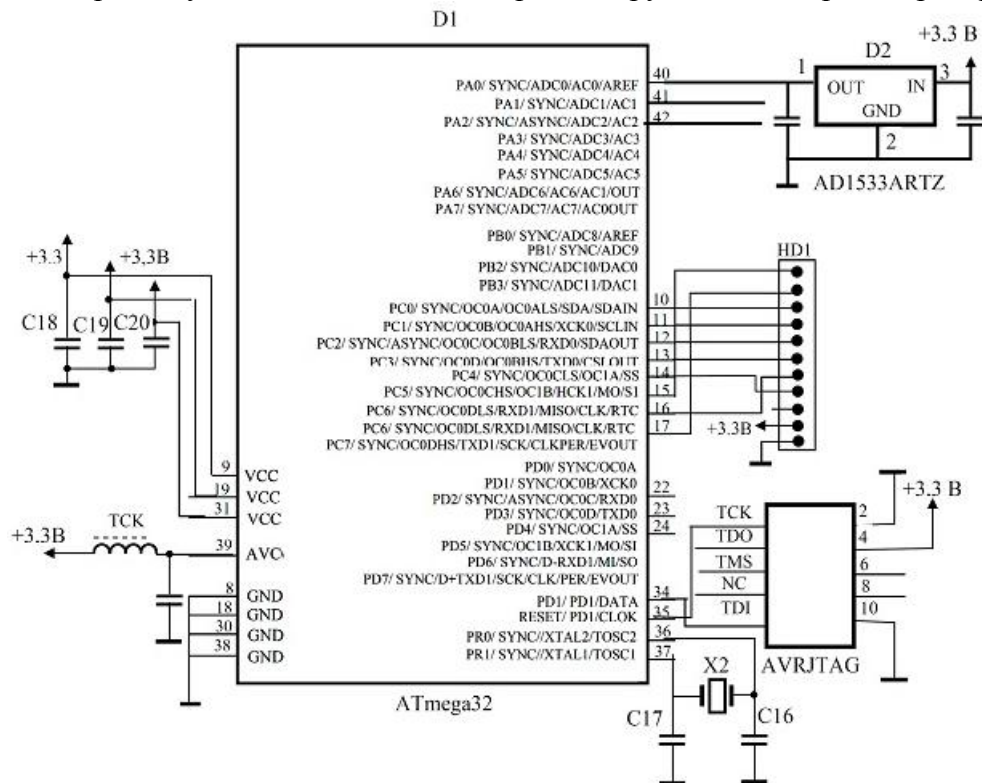 D1
PA0/ SYNC/ADC0/AC0/AREF
PA1/ SYNC/ADC1/AC1
PA2/ SYNC/ASYNC/ADC2/AC2
PA3/ SYNC/ADC3/AC3
PA4/ SYNC/ADC4/AC4
PA5/ SYNC/ADC5/AC5
PA6/ SYNC/ADC6/AC6/AC1/OUT
PA7/ SYNC/ADC7/AC7/AC0OUT
PB0/ SYNC/ADC8/AREF
PB1/ SYNC/ADC9
PB2/ SYNC/ADC10/DAC0
PB3/ SYNC/ADC11/DAC1
PC0/ SYNC/OC0A/OC0ALS/SDA/SDAIN
PC1/ SYNC/OC0B/OC0AHS/XCK0/SCLIN
PC2/ SYNC/ASYNC/OC0C/OC0BLS/RXD0/SDAOUT
PC3/ SYNC/OC0D/OC0BHS/TXD0/CSLOUT
PC4/ SYNC/OC0CLS/OC1A/SS
PC5/ SYNC/OC0CHS/OC1B/HCK1/MO/S1
PC6/ SYNC/OC0DLS/RXD1/MISO/CLK/RTC
PC6/ SYNC/OC0DLS/RXD1/MISO/CLK/RTC
PC7/ SYNC/OC0DHS/TXD1/SCK/CLKPER/EVOUT
PD0/ SYNC/OC0A
PD1/ SYNC/OC0B/XCK0
PD2/ SYNC/ASYNC/OC0C/RXD0
PD3/ SYNC/OC0D/TXD0
PD4/ SYNC/OC1A/SS
PD5/ SYNC/OC1B/XCK1/MO/SI
PD6/ SYNC/D-RXD1/MI/SO
PD7/ SYNC/D+TXD1/SCK/CLK/PER/EVOUT
PD1/ PD1/DATA
RESET/ PD1/CLOK
PR0/ SYNC//XTAL2/TOSC2
PR1/ SYNC//XTAL1/TOSC1
40
41
42
10
11
12
13
14
15
16
17
22
23
24
34
35
36
37
+3.3
+3,3В
C18
C19
C20
9
VCC
19
VCC
31
VCC
TCK
+3.3В
39
AVC
8
GND
18
GND
30
GND
38
GND
ATmega32
D2
+3.3 В
1
3
OUT
IN
GND
2
AD1533ARTZ
HD1
+3.3В
+3.3 В
TCK
TDO
TMS
NC
TDI
2
4
6
8
10
AVRJTAG
X2
C17
C16